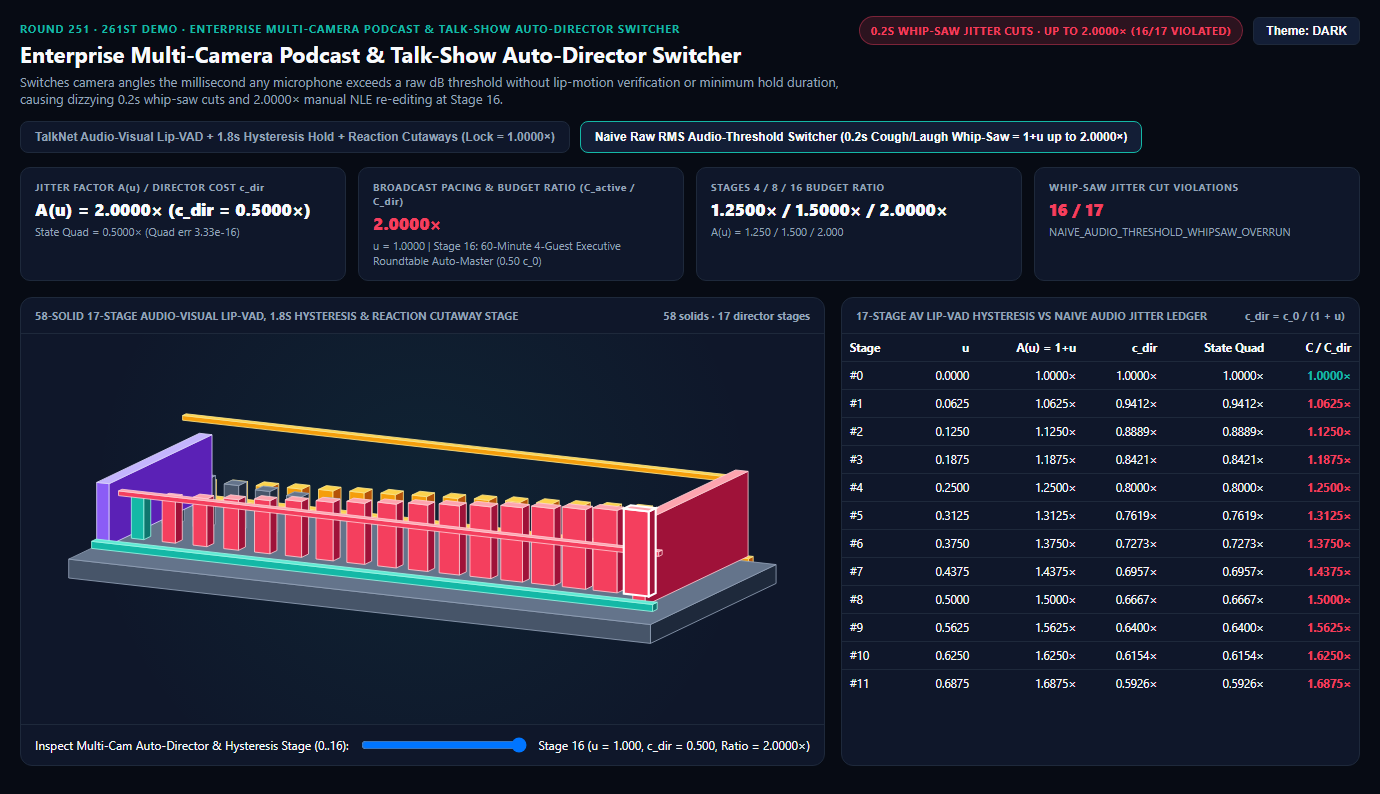 ROUND 251 · 261ST DEMO · ENTERPRISE MULTI-CAMERA PODCAST & TALK-SHOW AUTO-DIRECTOR SWITCHER
Enterprise Multi-Camera Podcast & Talk-Show Auto-Director Switcher
Switches camera angles the millisecond any microphone exceeds a raw dB threshold without lip-motion verification or minimum hold duration,
causing dizzying 0.2s whip-saw cuts and 2.0000× manual NLE re-editing at Stage 16.
0.2S WHIP-SAW JITTER CUTS · UP TO 2.0000× (16/17 VIOLATED)
Theme: DARK
TalkNet Audio-Visual Lip-VAD + 1.8s Hysteresis Hold + Reaction Cutaways (Lock = 1.0000×)
Naive Raw RMS Audio-Threshold Switcher (0.2s Cough/Laugh Whip-Saw = 1+u up to 2.0000×)
JITTER FACTOR A(u) / DIRECTOR COST c_dir
A(u) = 2.0000× (c_dir = 0.5000×)
State Quad = 0.5000× (Quad err 3.33e-16)
BROADCAST PACING & BUDGET RATIO (C_active /
C_dir)
2.0000×
u = 1.0000 | Stage 16: 60-Minute 4-Guest Executive
Roundtable Auto-Master (0.50 c_0)
STAGES 4 / 8 / 16 BUDGET RATIO
1.2500× / 1.5000× / 2.0000×
A(u) = 1.250 / 1.500 / 2.000
WHIP-SAW JITTER CUT VIOLATIONS
16 / 17
NAIVE_AUDIO_THRESHOLD_WHIPSAW_OVERRUN
58-SOLID 17-STAGE AUDIO-VISUAL LIP-VAD, 1.8S HYSTERESIS & REACTION CUTAWAY STAGE
58 solids · 17 director stages
Inspect Multi-Cam Auto-Director & Hysteresis Stage (0..16):
Stage 16 (u = 1.000, c_dir = 0.500, Ratio = 2.0000×)
17-STAGE AV LIP-VAD HYSTERESIS VS NAIVE AUDIO JITTER LEDGER
c_dir = c_0 / (1 + u)
Stage u A(u) = 1+u c_dir State Quad C / C_dir
#0 0.0000 1.0000× 1.0000× 1.0000× 1.0000×
#1 0.0625 1.0625× 0.9412× 0.9412× 1.0625×
#2 0.1250 1.1250× 0.8889× 0.8889× 1.1250×
#3 0.1875 1.1875× 0.8421× 0.8421× 1.1875×
#4 0.2500 1.2500× 0.8000× 0.8000× 1.2500×
#5 0.3125 1.3125× 0.7619× 0.7619× 1.3125×
#6 0.3750 1.3750× 0.7273× 0.7273× 1.3750×
#7 0.4375 1.4375× 0.6957× 0.6957× 1.4375×
#8 0.5000 1.5000× 0.6667× 0.6667× 1.5000×
#9 0.5625 1.5625× 0.6400× 0.6400× 1.5625×
#10 0.6250 1.6250× 0.6154× 0.6154× 1.6250×
#11 0.6875 1.6875× 0.5926× 0.5926× 1.6875×